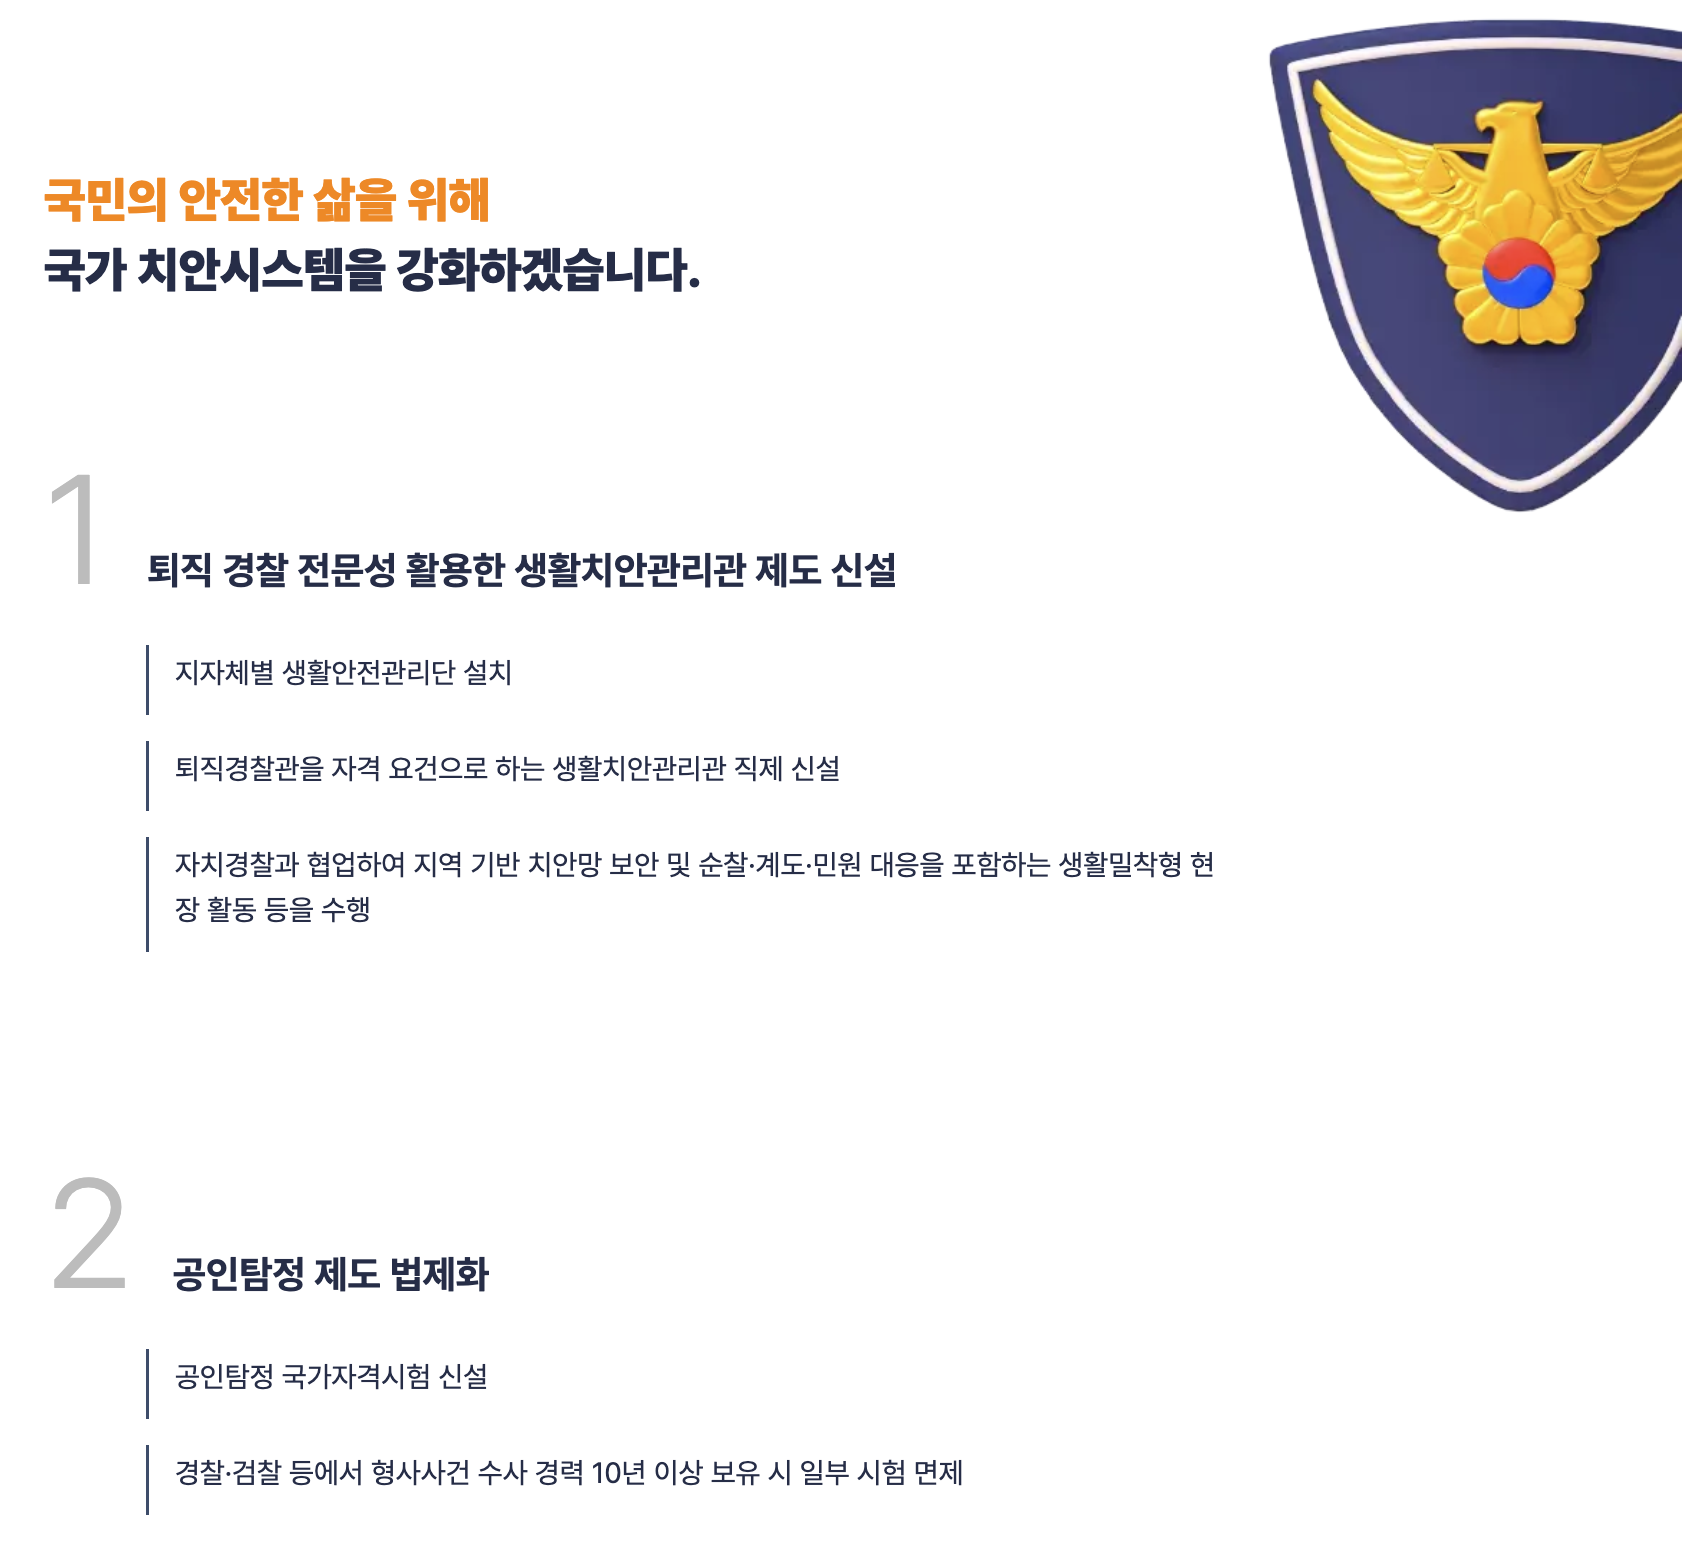 국민의 안전한 삶을 위해
국가 치안시스템을 강화하겠습니다.
1
퇴직 경찰 전문성 활용한 생활치안관리관 제도 신설
지자체별 생활안전관리단 설치
퇴직경찰관을 자격 요건으로 하는 생활치안관리관 직제 신설
자치경찰과 협업하여 지역 기반 치안망 보안 및 순찰·계도·민원 대응을 포함하는 생활밀착형 현
장 활동 등을 수행
2
공인탐정 제도 법제화
공인탐정 국가자격시험 신설
경찰·검찰 등에서 형사사건 수사 경력 10년 이상 보유 시 일부 시험 면제